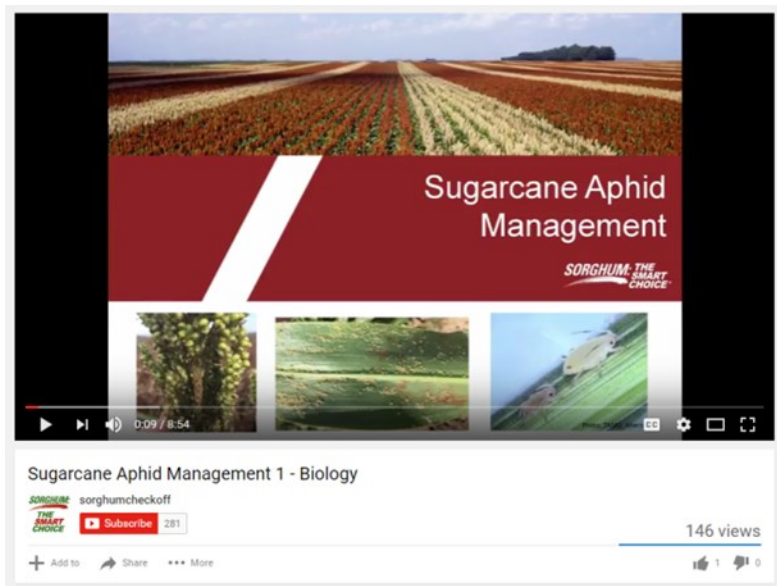 Sugarcane Aphid
Management
SORGHUM: THE
SMART
CHOICE
0:09 / 8:54
CC
Sugarcane Aphid Management 1 - Biology
SORGHUM:
THE
SMART
CHOICE
sorghumcheckoff
Subscribe 281
146 views
Add to Share More
1 0